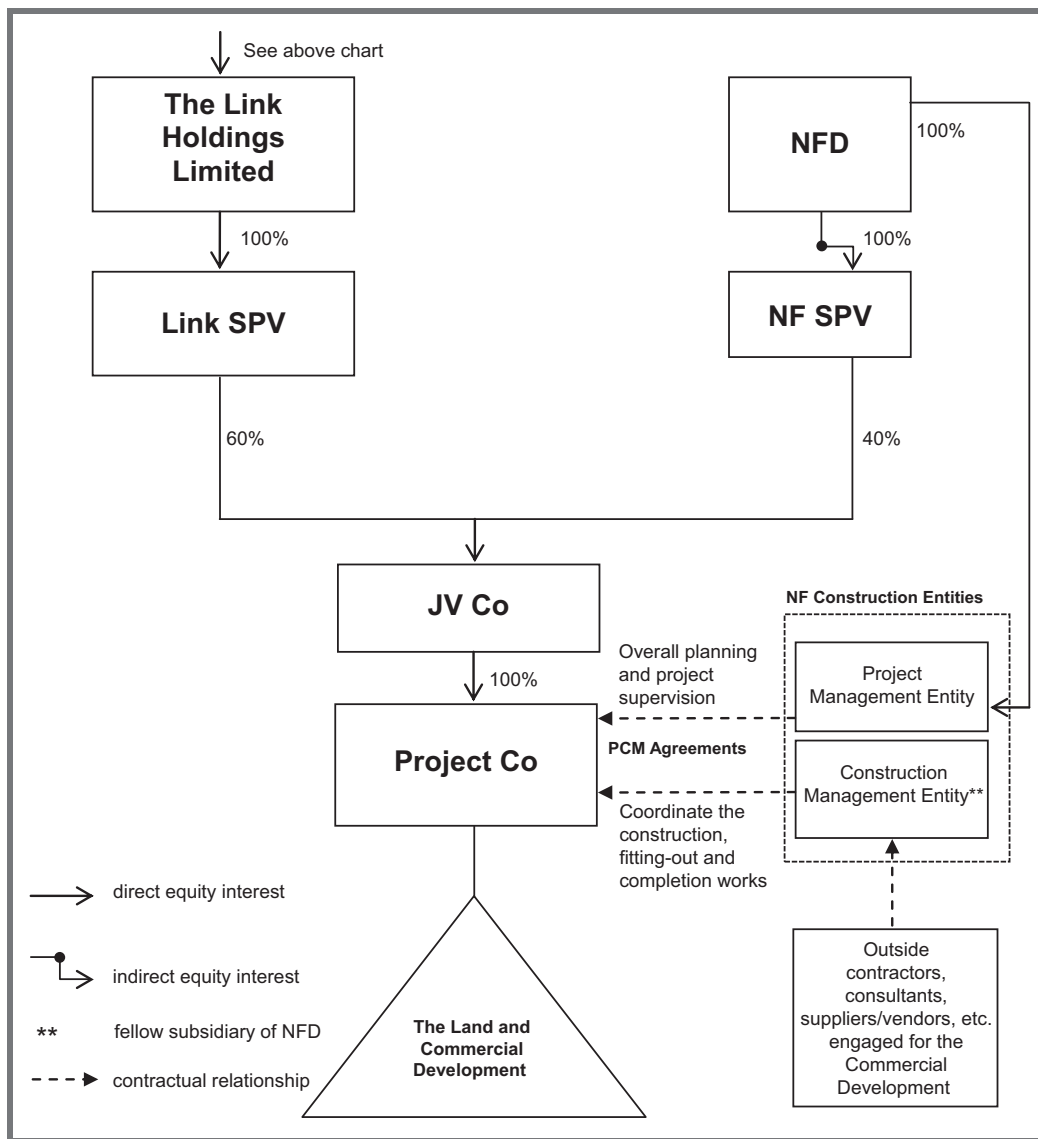 See above chart
The Link
Holdings
Limited
NFD
100%
100%
100%
Link SPV
NF SPV
60%
40%
JV Co
NF Construction Entities
100%
Overall planning
and project
supervision
Project
Management Entity
Project Co
PCM Agreements
Construction
Management Entity**
Coordinate the
construction,
fitting-out and
completion works
direct equity interest
indirect equity interest
** fellow subsidiary of NFD
contractual relationship
The Land and
Commercial
Development
Outside
contractors,
consultants,
suppliers/vendors, etc.
engaged for the
Commercial
Development